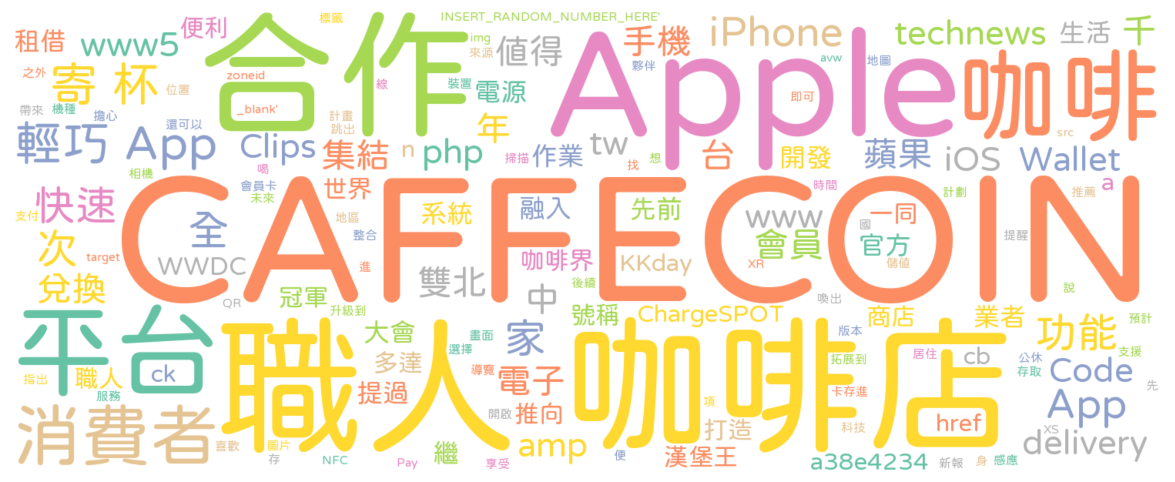 標籤
INSERT_RANDOM_NUMBER_HERE'
租借
www5
便利
合作
img
來源
值得
手機
iPhone
technews
生活
千
之外
寄 杯
位置
zoneid
_blank'
線
裝置
電源
Apple
夥伴
avw
地圖
即可
咖啡
帶來
機種
擔心
還可以
計畫
跳出
年
輕巧 App
Clips
集結
n
php
掃描
作業
tw
找
想
台
開發
蘋果
iOS
src
Wallet
相機
喝
會員卡
未來
世界
CAFFECOIN
時間
計劃
推薦
a
快速
支付
全
地區
系統
融入
先前
www
一同
國
次
target
WWDC
整合
進
咖啡界
KKday
XR
會員
官方
儲值
提醒
兌換
QR
冠軍
升級到
雙北
中
後續
號稱
ChargeSPOT
喚出
商店
業者
說
預計
平台
職人咖啡店
大會
畫面
家
版本
功能
支援
指出
職人
ck
服務
多達
選擇
導覽
電子
拓展到
居住
cb
公休
存取
Code
先
消費者
提過
開啟
推向
項
卡存進
href
App
喜歡
圖片
存
NFC
Pay
繼
享受
amp
便
漢堡王
打造
科技
a38e4234
新報
身
感應
xs
delivery